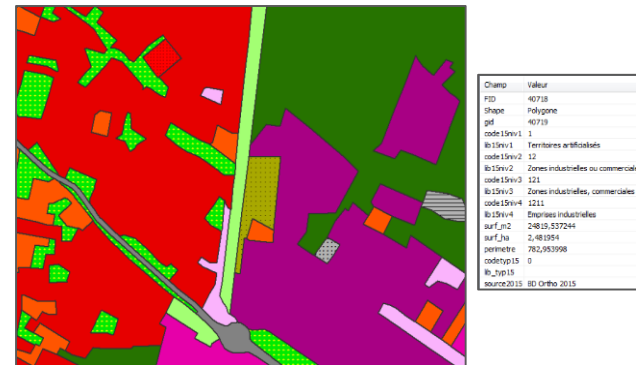 Champ Valeur
FID 40718
Shape Polygone
gid 40719
code15niv1 1
lib15niv1 Territoires artificialisés
code15niv2 12
lib15niv2 Zones industrielles ou commerciale
code15niv3 121
lib15niv3 Zones industrielles, commerciales
code15niv4 1211
lib15niv4 Emprises industrielles
surf_m2 24819,537244
surf_ha 2,481954
perimetre 782,953998
codetyp15 0
lib_typ15
source2015 BD Ortho 2015